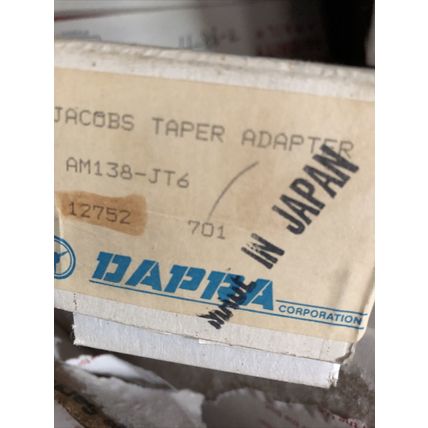 JACOBS TAPER ADAPTER
AM138-JT6
12752 701
MADE IN JAPAN
DAPRA
CORPORATION